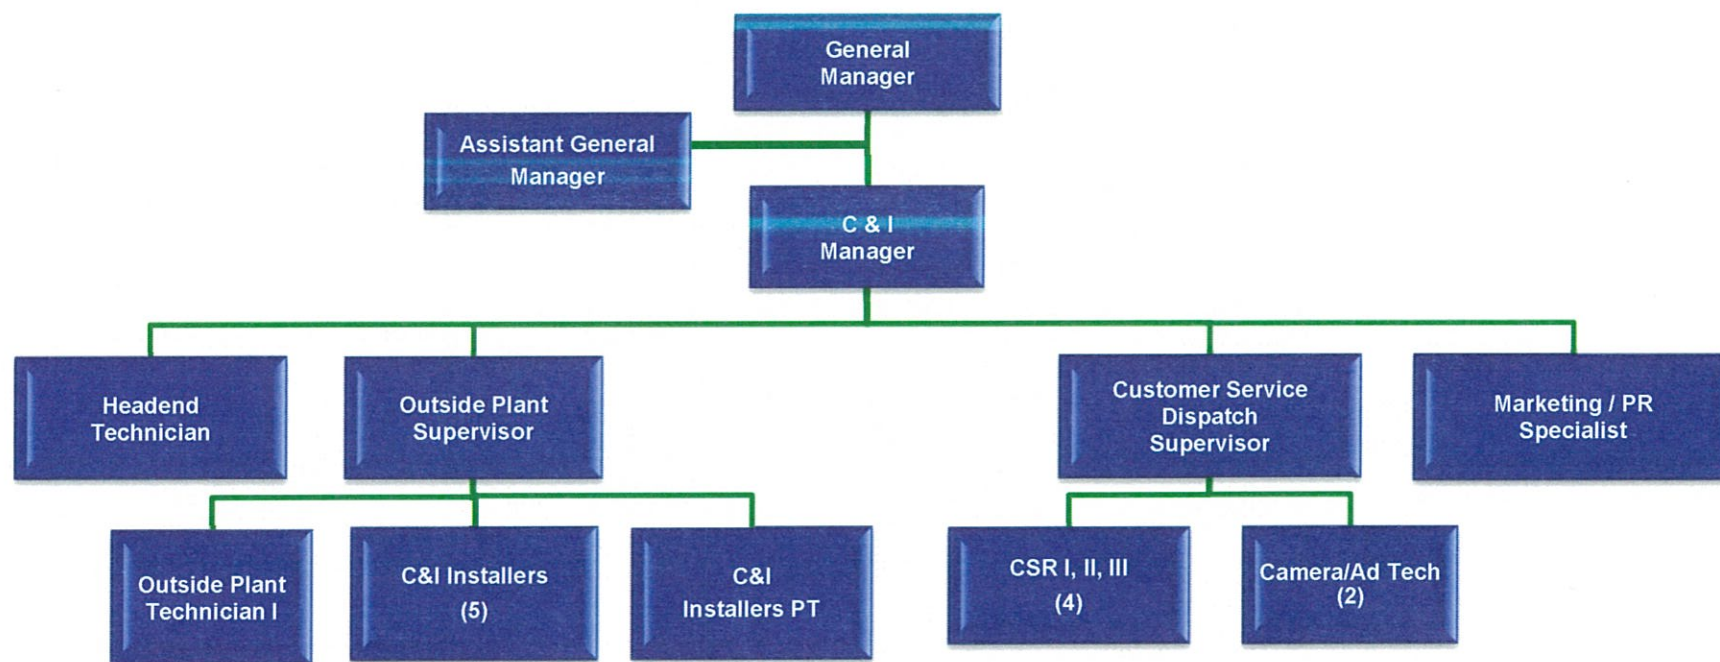 General
Manager
Assistant General
Manager
C & I
Manager
Headend
Technician
Outside Plant
Supervisor
Customer Service
Dispatch
Supervisor
Marketing / PR
Specialist
Outside Plant
Technician I
C&I Installers
(5)
C&I
Installers PT
CSR I, II, III
(4)
Camera/Ad Tech
(2)